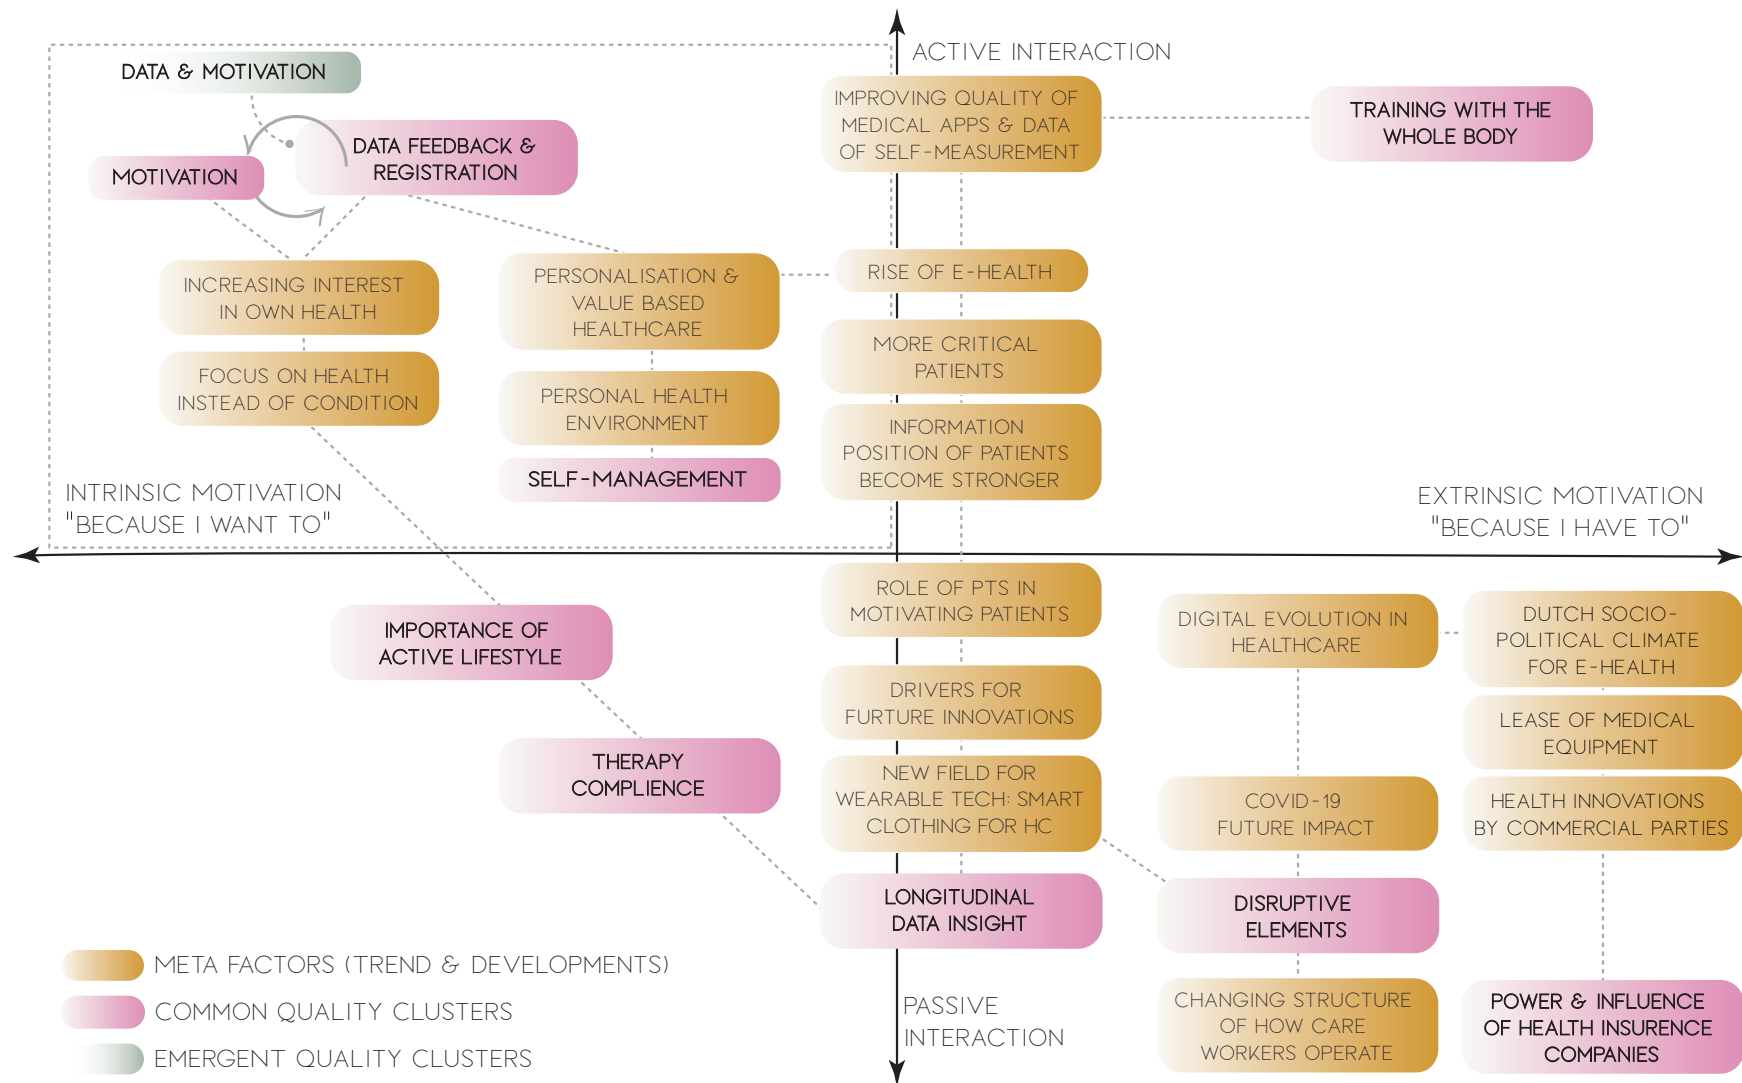 ACTIVE INTERACTION
DATA & MOTIVATION
IMPROVING QUALITY OF
MEDICAL APPS & DATA
OF SELF-MEASUREMENT
TRAINING WITH THE
WHOLE BODY
DATA FEEDBACK &
REGISTRATION
MOTIVATION
INCREASING INTEREST
IN OWN HEALTH
PERSONALISATION &
VALUE BASED
HEALTHCARE
RISE OF E-HEALTH
MORE CRITICAL
PATIENTS
FOCUS ON HEALTH
INSTEAD OF CONDITION
PERSONAL HEALTH
ENVIRONMENT
INFORMATION
POSITION OF PATIENTS
BECOME STRONGER
SELF-MANAGEMENT
INTRINSIC MOTIVATION
"BECAUSE I WANT TO"
EXTRINSIC MOTIVATION
"BECAUSE I HAVE TO"
ROLE OF PTS IN
MOTIVATING PATIENTS
DIGITAL EVOLUTION IN
HEALTHCARE
DUTCH SOCIO-
POLITICAL CLIMATE
FOR E-HEALTH
IMPORTANCE OF
ACTIVE LIFESTYLE
DRIVERS FOR
FURTURE INNOVATIONS
LEASE OF MEDICAL
EQUIPMENT
THERAPY
COMPLIENCE
NEW FIELD FOR
WEARABLE TECH: SMART
CLOTHING FOR HC
COVID-19
FUTURE IMPACT
HEALTH INNOVATIONS
BY COMMERCIAL PARTIES
LONGITUDINAL
DATA INSIGHT
DISRUPTIVE
ELEMENTS
META FACTORS (TREND & DEVELOPMENTS)
COMMON QUALITY CLUSTERS
EMERGENT QUALITY CLUSTERS
PASSIVE
INTERACTION
CHANGING STRUCTURE
OF HOW CARE
WORKERS OPERATE
POWER & INFLUENCE
OF HEALTH INSURENCE
COMPANIES